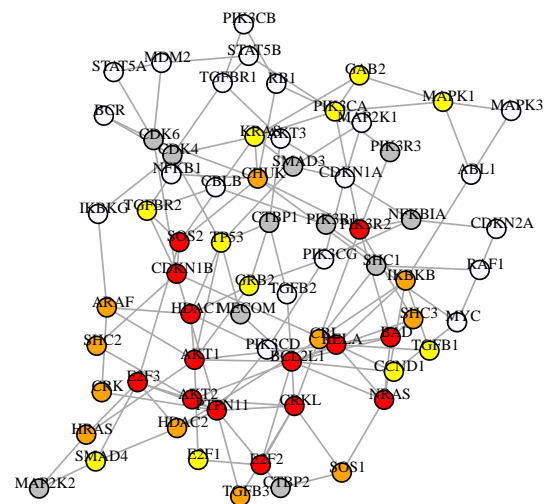 PIK3CB
STAT5B
MDM2
STAT5A
TGFBR1
RB1
GAB2
BCR
PIK3CA
MAPK1
MAPK3
MAP2K1
CDK6
KRAS
AKT3
CDK4
PIK3R3
SMAD3
NFKB1
CHUK
CDKN1A
ABL1
CBLB
IKBKG
TGFBR2
CTBP1
PIK3R1
PIK3R2
NFKBIA
CDKN2A
SOS2
TP53
PIK3CG
SHC1
RAF1
CDKN1B
GRB2
TGFB2
IKBKB
ARAF
HDAC1
MECOM
SHC3
MYC
SHC2
PIK3CD
CBL
RELA
BAD
TGFB1
AKT1
BCL2L1
CCND1
E2F3
CRK
AKT2
PTPN11
CRKL
NRAS
HRAS
HDAC2
SMAD4
E2F1
E2F2
SOS1
MAP2K2
TGFB3
CTBP2